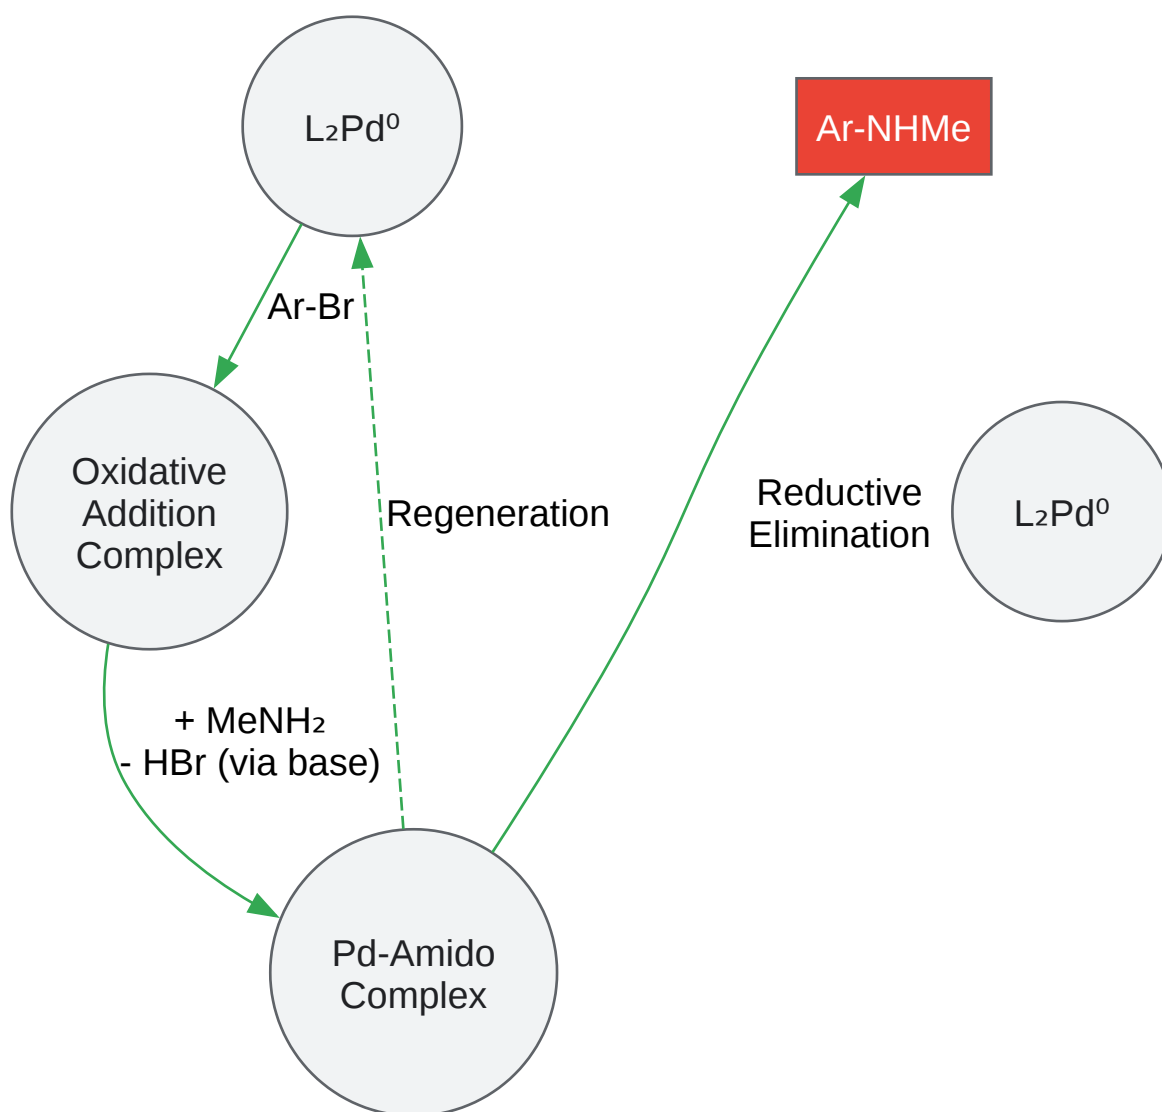 L₂Pd⁰
Ar-NHMe
Ar-Br
Oxidative
Addition
Complex
Regeneration
Reductive
Elimination
L₂Pd⁰
+ MeNH₂
- HBr (via base)
Pd-Amido
Complex